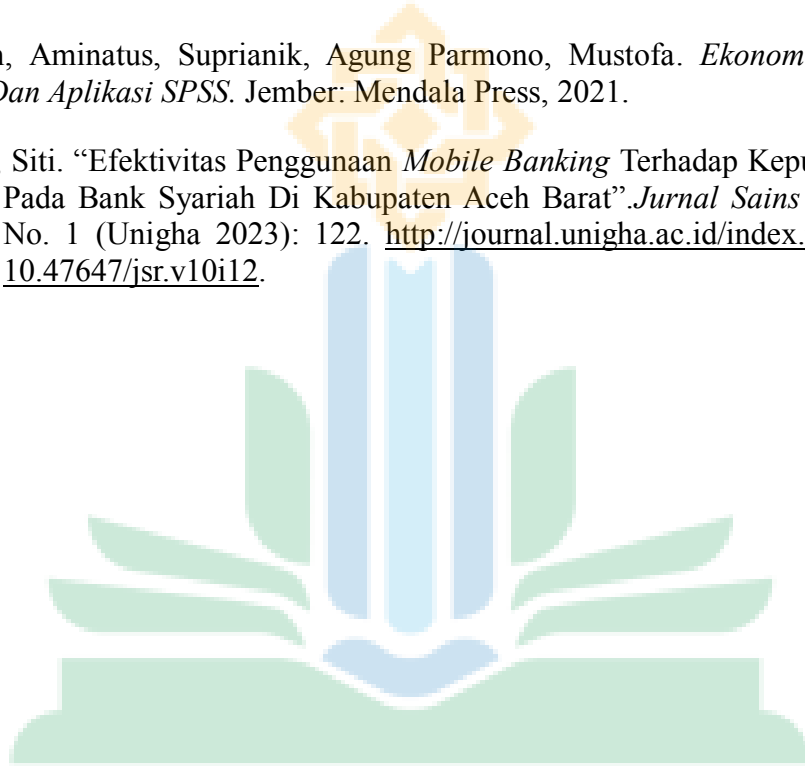 n, Aminatus, Suprianik, Agung Parmono, Mustofa. Ekonom
Dan Aplikasi SPSS. Jember: Mendala Press, 2021.
Siti. “Efektivitas Penggunaan Mobile Banking Terhadap Kepu
Pada Bank Syariah Di Kabupaten Aceh Barat”.Jurnal Sains
No. 1 (Unigha 2023): 122. http://journal.unigha.ac.id/index.
10.47647/jsr.v10i12.